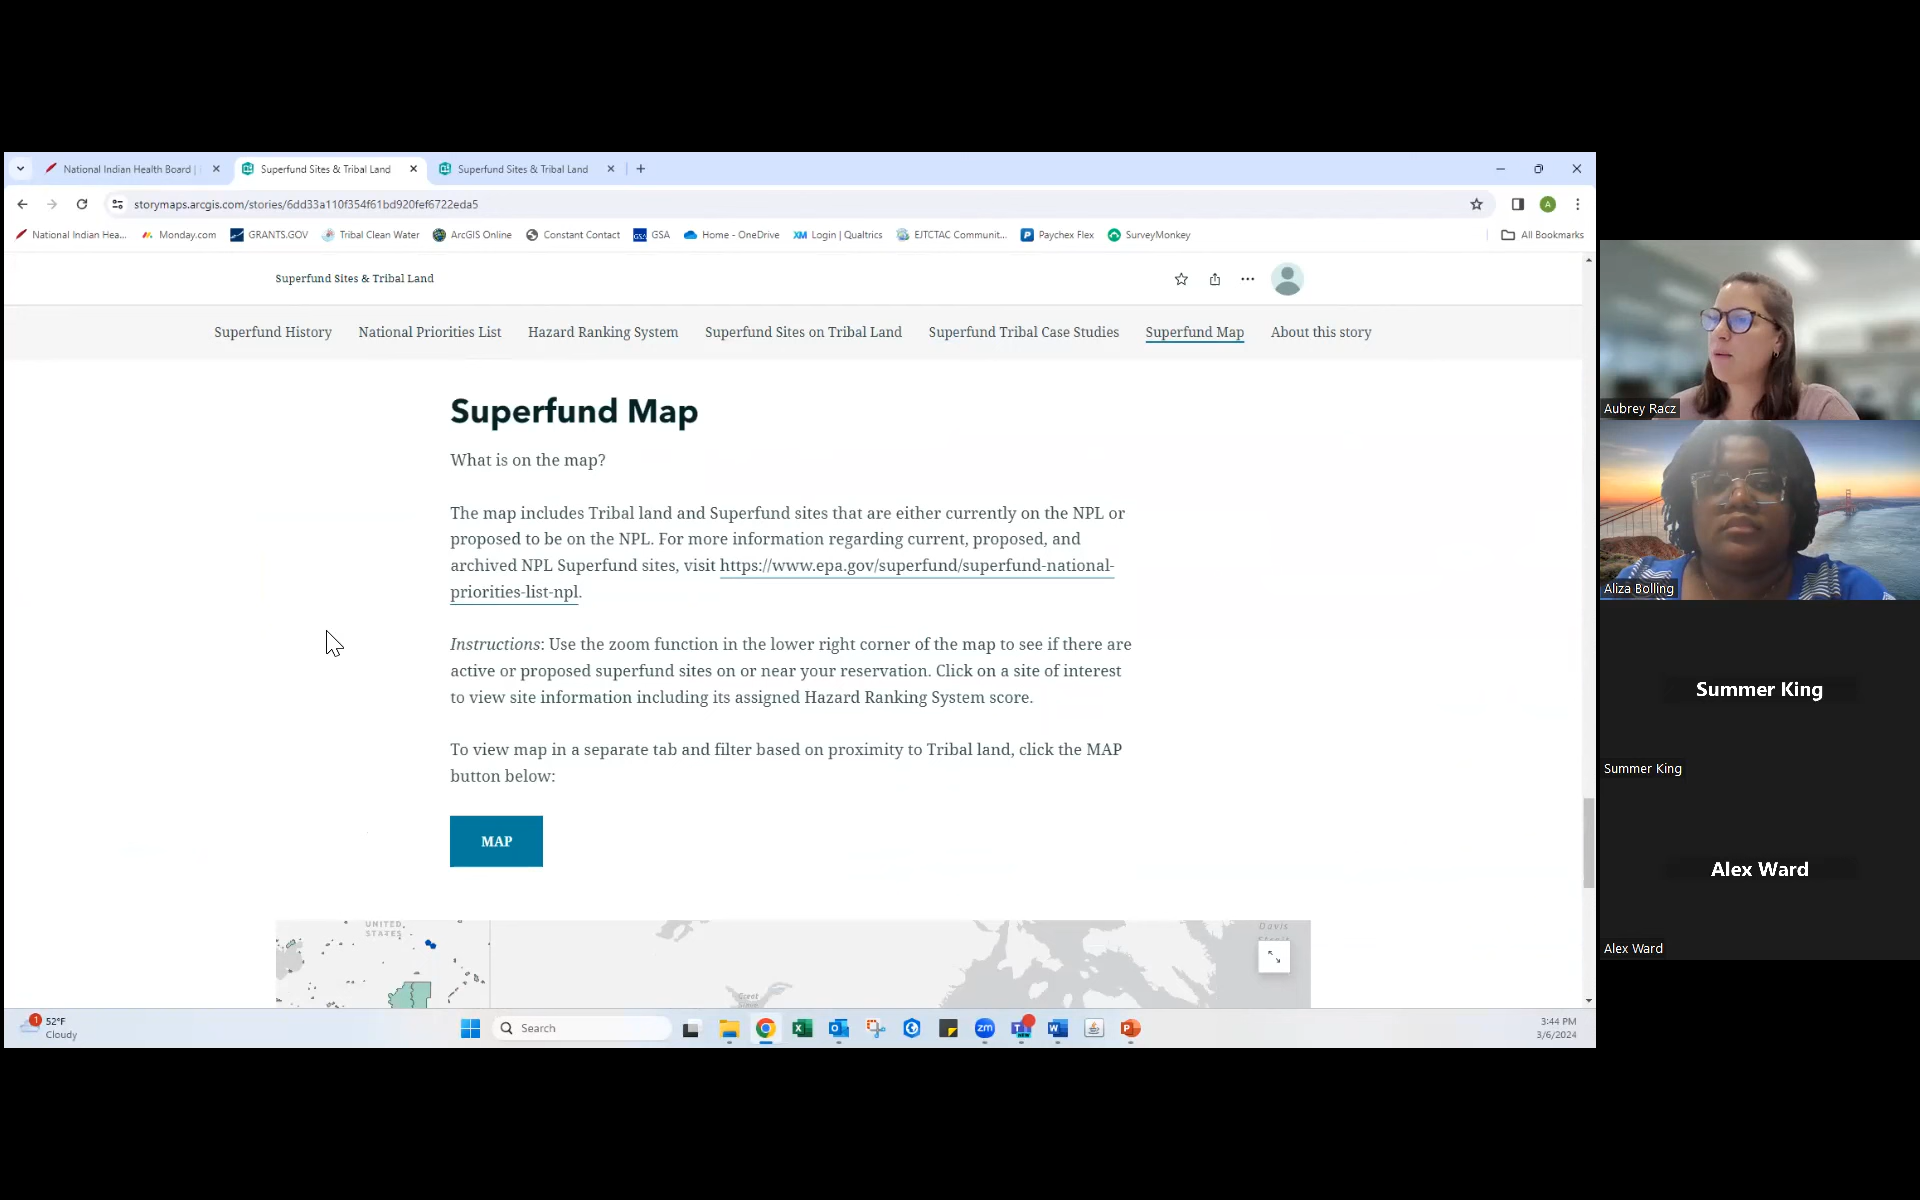 National Indian Health Board |
Superfund Sites & Tribal Land
Superfund Sites & Tribal Land
storymaps.arcgis.com/stories/6dd33a110f354f61bd920fef6722eda5
A
National Indian Hea...
Monday.com
GRANTS.GOV
Tribal Clean Water
ArcGIS Online
Constant Contact
GSA
GSA
Home - OneDrive
XM Login | Qualtrics
EJTCTAC Communit...
P Paychex Flex
SurveyMonkey
All Bookmarks
Superfund Sites & Tribal Land
Superfund History
National Priorities List
Hazard Ranking System
Superfund Sites on Tribal Land
Superfund Tribal Case Studies
Superfund Map
About this story
Superfund Map
What is on the map?
The map includes Tribal land and Superfund sites that are either currently on the NPL or
proposed to be on the NPL. For more information regarding current, proposed, and
archived NPL Superfund sites, visit https://www.epa.gov/superfund/superfund-national-
priorities-list-npl.
Instructions: Use the zoom function in the lower right corner of the map to see if there are
active or proposed superfund sites on or near your reservation. Click on a site of interest
to view site information including its assigned Hazard Ranking System score.
To view map in a separate tab and filter based on proximity to Tribal land, click the MAP
button below:
MAP
UNITED
STATES
Davis
Great
1
52°F
Cloudy
Search
zm
3:44 PM
3/6/2024
Aubrey Racz
Aliza Bolling
Summer King
Summer King
Alex Ward
Alex Ward